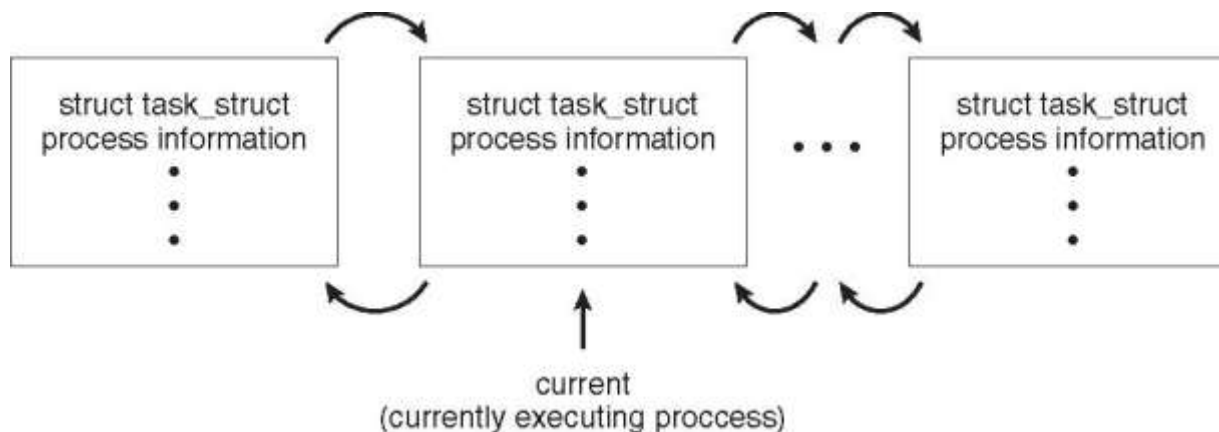 struct task_struct
process information
struct task_struct
process information
struct task_struct
process information
current
(currently executing proccess)